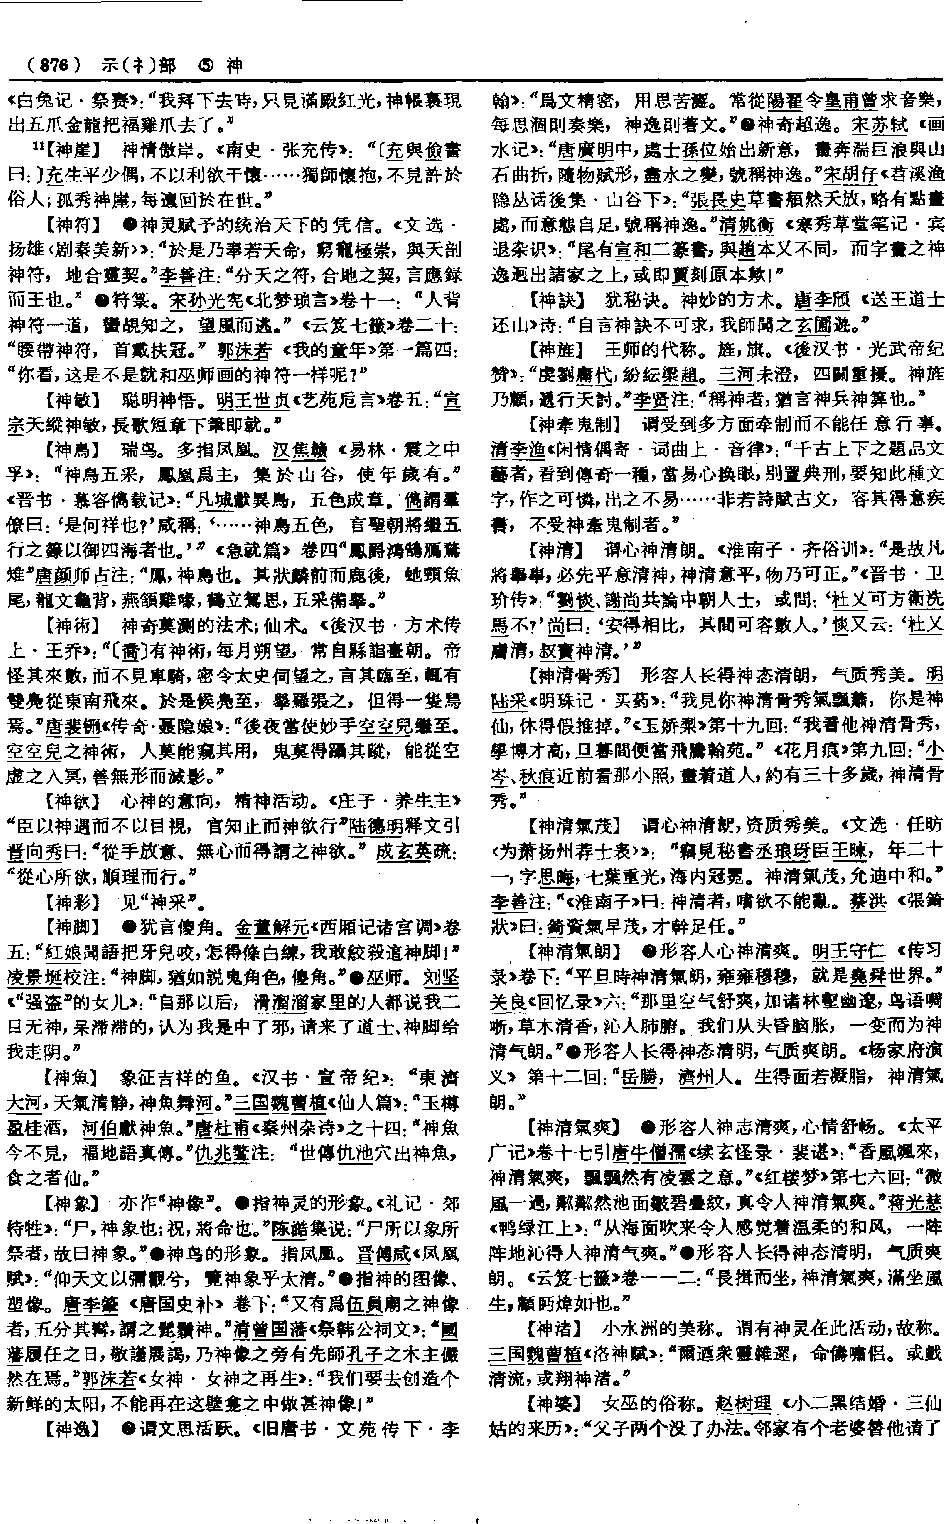 (876) 示(礻)部 ⑤ 神
《白兔记·祭赛》:“我拜下去時,只見滿殿紅光,神帳裏現
出五爪金龍把福雞爪去了。”
11【神崖】 神情傲岸。《南史·张充传》:“〔充與儉書
曰:〕充生平少偶,不以利欲干懷……獨師懷抱,不見許於
俗人;孤秀神崖,每邅回於在世。”
【神符】 ❶神灵赋予的统治天下的凭信。《文选·
扬雄〈剧秦美新〉》:“於是乃奉若天命,窮寵極崇,與天剖
神符,地合靈契。”李善注:“分天之符,合地之契,言應録
而王也。” ❷符箓。宋孙光宪《北梦琐言》卷十一:“人背
神符一道,蠻覘知之,望風而逃。”《云笈七籤》卷二十:
“腰帶神符,首戴扶冠。” 郭沫若《我的童年》第一篇四:
“你看,这是不是就和巫师画的神符一样呢?”
【神敏】 聪明神悟。明王世贞《艺苑卮言》卷五:“宣
宗天縱神敏,長歌短章下筆即就。”
【神鳥】 瑞鸟。多指凤凰。汉焦赣《易林·震之中
孚》:“神鳥五采,鳳凰爲主,集於山谷,使年歲有。”
《晋书·慕容儁载记》:“凡城獻異鳥,五色成章。儁謂羣
僚曰:‘是何祥也?’咸稱:‘……神鳥五色,言聖朝將繼五
行之籙以御四海者也。’”《急就篇》卷四“鳳爵鴻鵠鴈鶩
雉”唐颜师古注:“鳳,神鳥也。其狀麟前而鹿後,虵頸魚
尾,龍文龜背,燕頷雞喙,鶴立鴛思,五采備舉。”
【神術】 神奇莫测的法术;仙术。《後汉书·方术传
上·王乔》:“〔喬〕有神術,每月朔望,常自縣詣臺朝。帝
怪其來數,而不見車騎,密令太史伺望之,言其臨至,輒有
雙鳧從東南飛來。於是候鳧至,舉羅張之,但得一隻舄
焉。”唐裴铏《传奇·聂隐娘》:“後夜當使妙手空空兒繼至。
空空兒之神術,人莫能窺其用,鬼莫得躡其蹤,能從空
虚之入冥,善無形而滅影。”
【神欲】 心神的意向,精神活动。《庄子·养生主》
“臣以神遇而不以目視,官知止而神欲行”陆德明释文引
晋向秀曰:“從手放意、無心而得謂之神欲。” 成玄英疏:
“從心所欲,順理而行。”
【神彩】 见“神采”。
【神脚】 ❶犹言傻角。金董解元《西厢记诸宫调》卷
五:“紅娘聞語把牙兒咬,怎得條白練,我敢絞殺這神脚!”
凌景埏校注:“神脚,猶如説鬼角色,傻角。”❷巫师。刘坚
《“强盗”的女儿》:“自那以后,滑溜溜家里的人都说我二
日无神,呆滞滞的,认为我是中了邪,请来了道士、神脚给
我走阴。”
【神魚】 象征吉祥的鱼。《汉书·宣帝纪》:“東濟
大河,天氣清静,神魚舞河。”三国魏曹植《仙人篇》:“玉樽
盈桂酒,河伯獻神魚。”唐杜甫《秦州杂诗》之十四:“神魚
今不見,福地語真傳。”仇兆鳌注:“世傳仇池穴出神魚,
食之者仙。”
【神象】 亦作“神像”。❶指神灵的形象。《礼记·郊
特牲》:“尸,神象也;祝,將命也。”陈皓集说:“尸所以象所
祭者,故曰神象。”❷神鸟的形象。指凤凰。晋傅咸《凤凰
赋》:“仰天文以彌觀兮,覽神象乎太清。”❸指神的图像、
塑像。唐李肇《唐国史补》卷下:“又有爲伍員廟之神像
者,五分其髯,謂之髭鬚神。”清曾国藩《祭韩公祠文》:“國
藩履任之日,敬謹展謁,乃神像之旁有先師孔子之木主儼
然在焉。”郭沫若《女神·女神之再生》:“我们要去创造个
新鲜的太阳,不能再在这壁龛之中做甚神像!”
【神逸】 ❶谓文思活跃。《旧唐书·文苑传下·李
翰》:“爲文精密,用思苦澀。常從陽翟令皇甫曾求音樂,
每思涸則奏樂,神逸則著文。”❷神奇超逸。宋苏轼《画
水记》:“唐廣明中,處士孫位始出新意,畫奔湍巨浪與山
石曲折,隨物赋形,盡水之變,號稱神逸。”宋胡仔《苕溪渔
隐丛话後集·山谷下》:“張長史草書頽然天放,略有點畫
處,而意態自足,號稱神逸。”清姚衡《寒秀草堂笔记·宾
退杂识》:“尾有宣和二篆書,與趙本又不同,而字畫之神
逸迥出諸家之上,或即賈刻原本歟!”
【神訣】 犹秘诀。神妙的方术。唐李颀《送王道士
还山》诗:“自言神訣不可求,我師聞之玄圃遊。”
【神旌】 王师的代称。旌,旗。《後汉书·光武帝纪
赞》:“虔劉庸代,紛紜梁趙。三河未澄,四關重擾。神旌
乃顧,遞行天討。”李贤注:“稱神者,猶言神兵神算也。”
【神牽鬼制】 谓受到多方面牵制而不能任意行事。
清李渔《闲情偶寄·词曲上·音律》:“千古上下之題品文
藝者,看到傳奇一種,當易心换眼,别置典刑,要知此種文
字,作之可憐,出之不易……非若詩賦古文,容其得意疾
書,不受神牽鬼制者。”
【神清】 谓心神清朗。《淮南子·齐俗训》:“是故凡
將舉事,必先平意清神,神清意平,物乃可正。”《晋书·卫
玠传》:“劉惔、謝尚共論中朝人士,或問:‘杜乂可方衛洗
馬不?’尚曰:‘安得相比,其間可容數人。’惔又云:‘杜乂
膚清,叔寶神清。’”
【神清骨秀】 形容人长得神态清朗,气质秀美。明
陆采《明珠记·买药》:“我見你神清骨秀氣飄蕭,你是神
仙,休得假推掉。”《玉娇梨》第十九回:“我看他神清骨秀,
學博才高,旦暮間便當飛騰翰苑。”《花月痕》第九回:“小
岑、秋痕近前看那小照,畫着道人,約有三十多歲,神清骨
秀。”
【神清氣茂】 谓心神清朗,资质秀美。《文选·任昉
〈为萧扬州荐士表〉》:“竊見秘書丞琅玡臣王暕,年二十
一,字思晦,七葉重光,海内冠冕。神清氣茂,允迪中和。”
李善注:“《淮南子》曰:神清者,嗜欲不能亂。蔡洪《張錡
狀》曰:錡資氣早茂,才幹足任。”
【神清氣朗】 ❶形容人心神清爽。明王守仁《传习
录》卷下:“平旦時神清氣朗,雍雍穆穆,就是堯舜世界。”
关良《回忆录》六:“那里空气舒爽,加诸林壑幽邃,鸟语啁
哳,草木清香,沁人肺腑。我们从头昏脑胀,一变而为神
清气朗。”❷形容人长得神态清明,气质爽朗。《杨家府演
义》第十二回:“岳勝,濟州人。生得面若凝脂,神清氣
朗。”
【神清氣爽】 ❶形容人神志清爽,心情舒畅。《太平
广记》卷十七引唐牛僧孺《续玄怪录·裴谌》:“香風颯來,
神清氣爽,飄飄然有凌雲之意。”《红楼梦》第七六回:“微
風一過,粼粼然池面皺碧疊紋,真令人神清氣爽。”蒋光慈
《鸭绿江上》:“从海面吹来令人感觉着温柔的和风,一阵
阵地沁得人神清气爽。”❷形容人长得神态清明,气质爽
朗。《云笈七籤》卷一一二:“長揖而坐,神清氣爽,滿坐風
生,顧眄煒如也。”
【神渚】 小水洲的美称。谓有神灵在此活动,故称。
三国魏曹植《洛神賦》:“爾迺衆靈雜遝,命儔嘯侣。或戲
清流,或翔神渚。”
【神婆】 女巫的俗称。赵树理《小二黑结婚·三仙
姑的来历》:“父子两个没了办法。邻家有个老婆替他请了